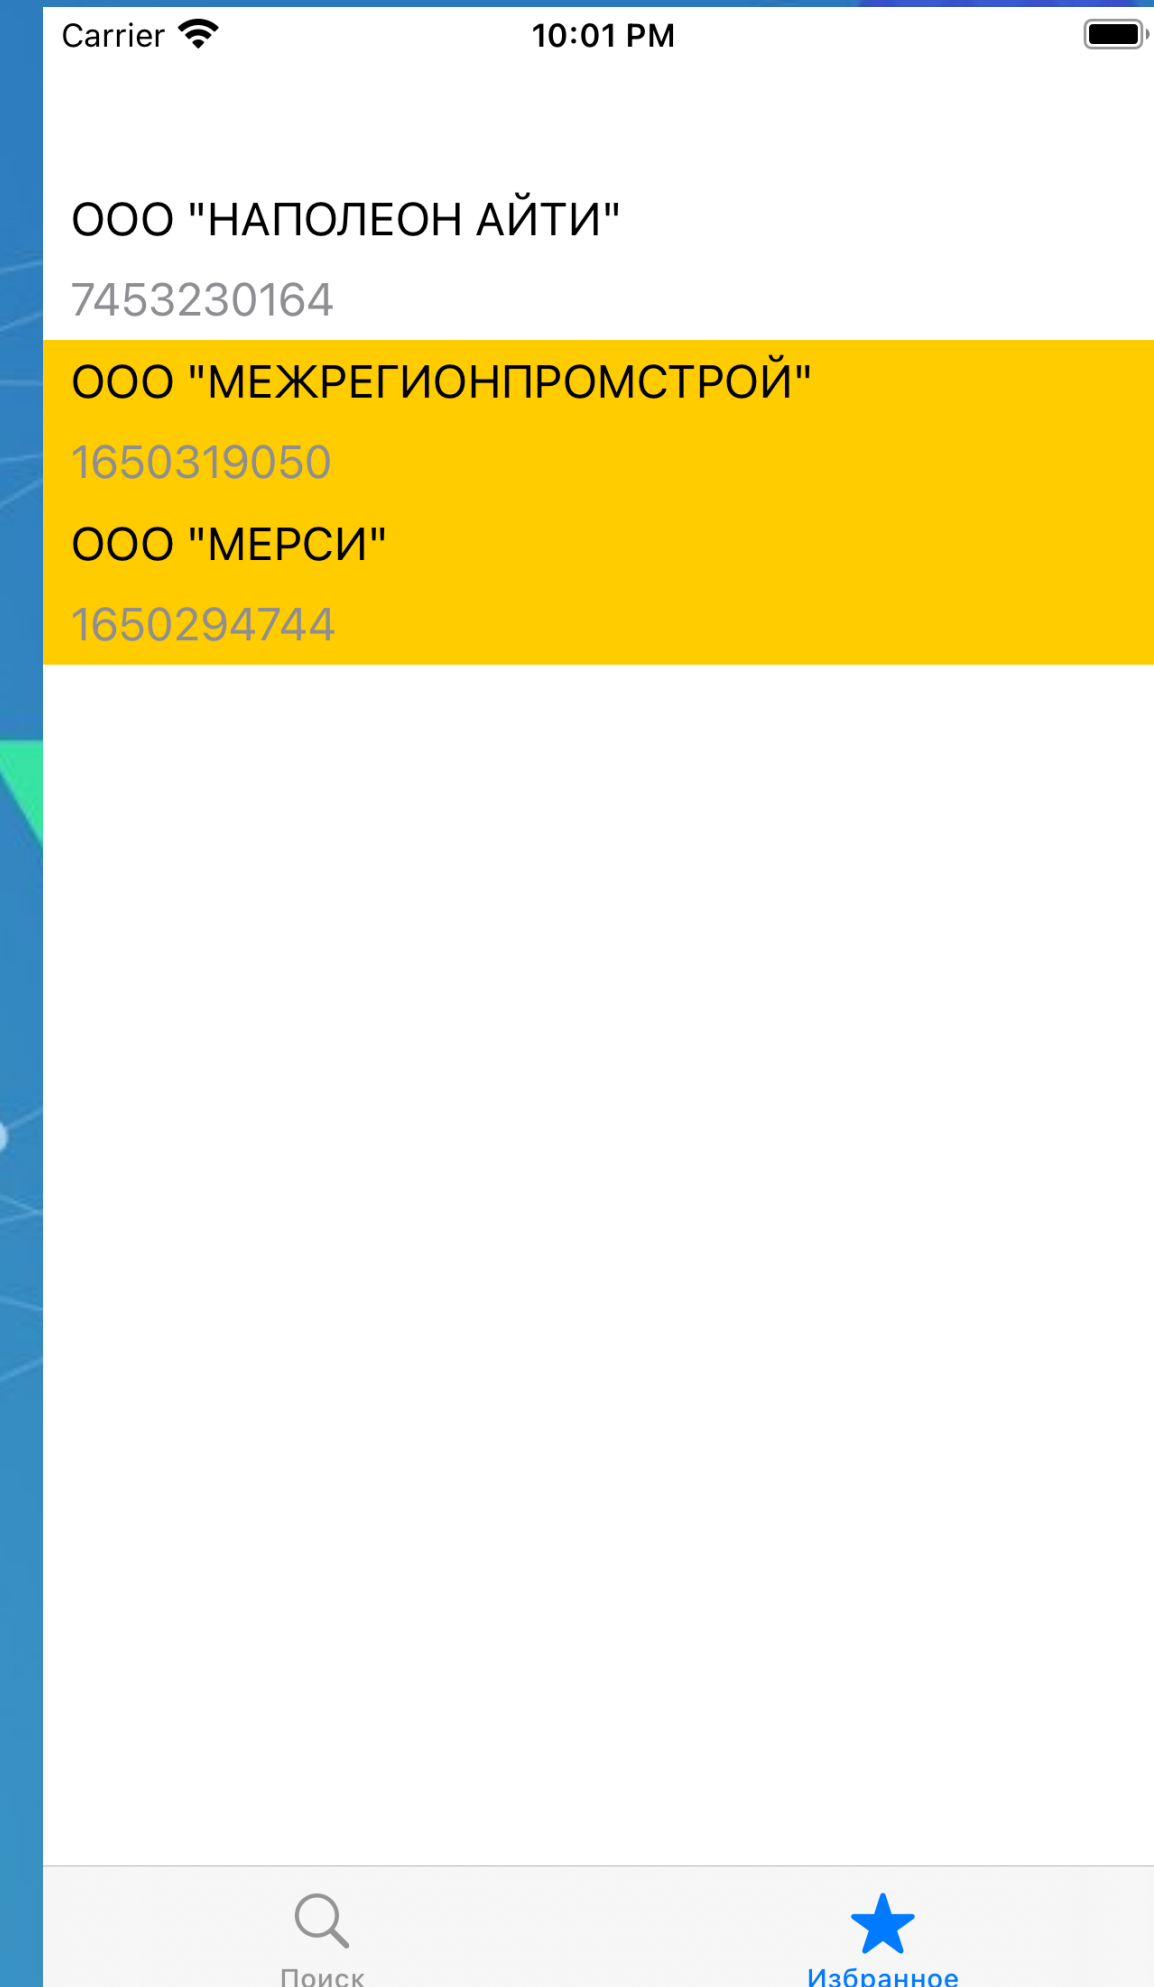 Carrier
10:01 PM
ООО "НАПОЛЕОН АЙТИ"
7453230164
ООО "МЕЖРЕГИОНПРОМСТРОЙ"
1650319050
ООО "МЕРСИ"
1650294744
Поиск
Избранное